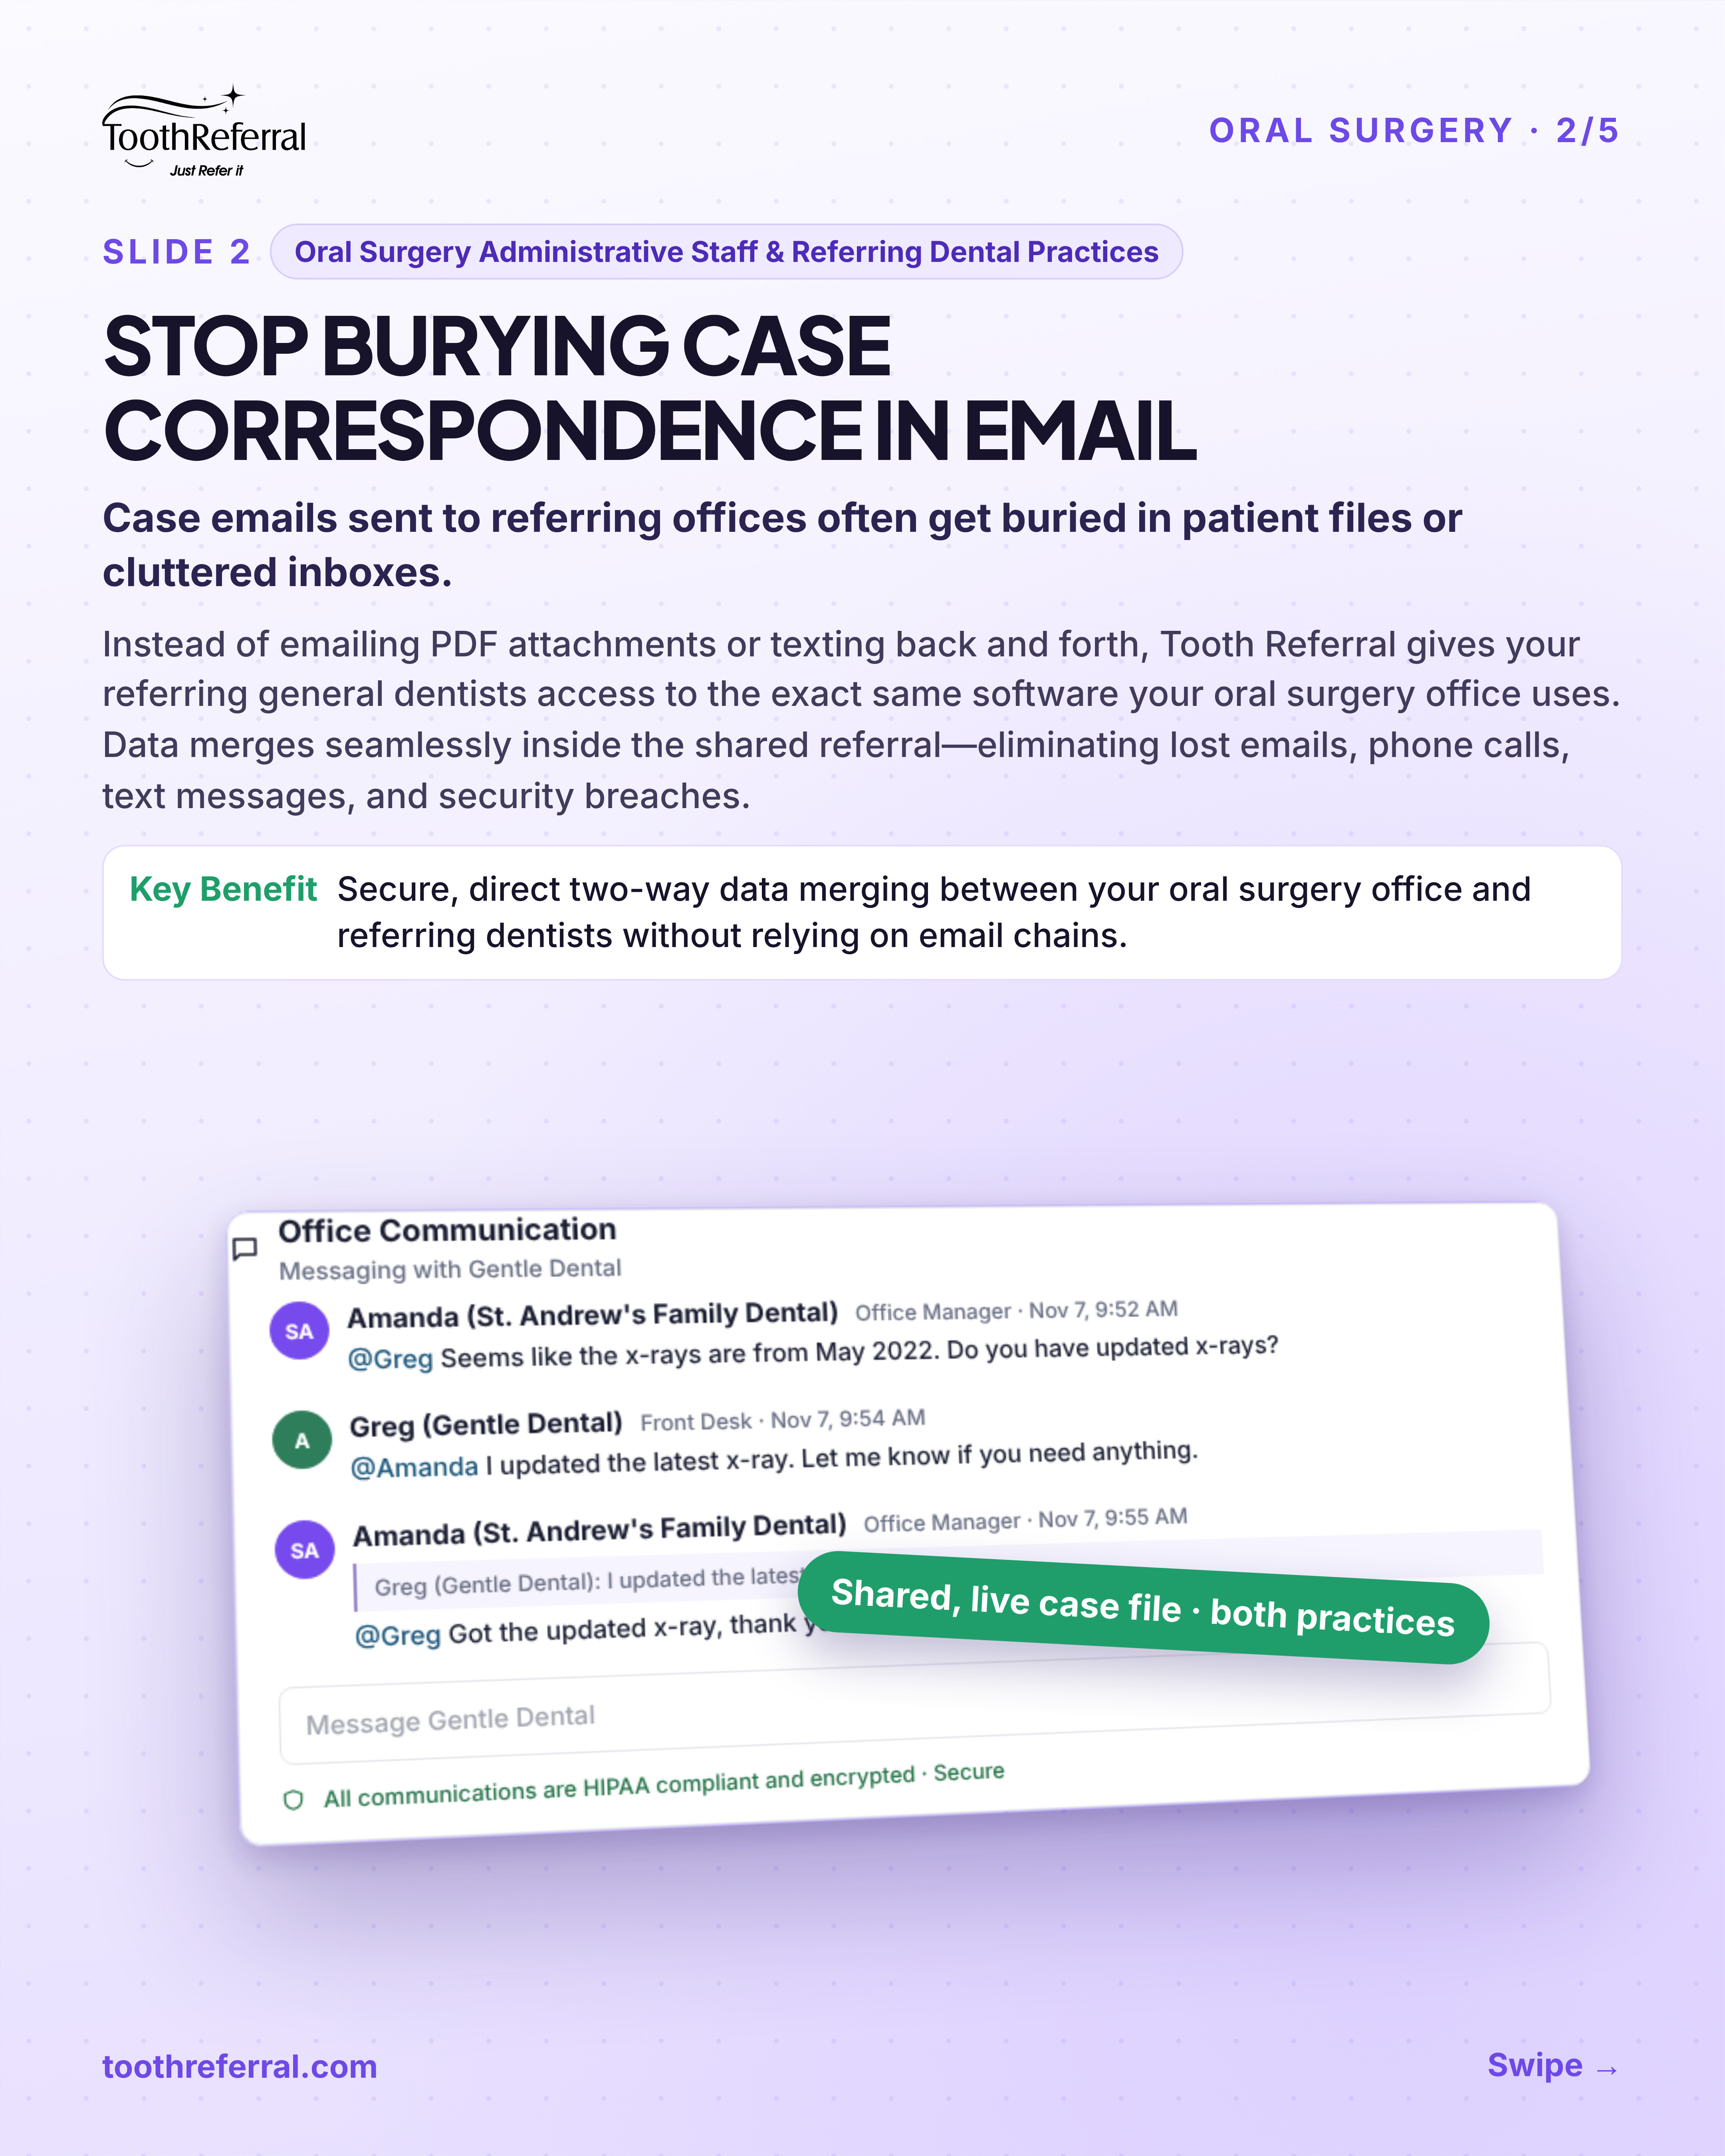 ToothReferral
Just Refer it
ORAL SURGERY · 2/5
SLIDE 2 Oral Surgery Administrative Staff & Referring Dental Practices
STOP BURYING CASE
CORRESPONDENCE IN EMAIL
Case emails sent to referring offices often get buried in patient files or
cluttered inboxes.
Instead of emailing PDF attachments or texting back and forth, Tooth Referral gives your
referring general dentists access to the exact same software your oral surgery office uses.
Data merges seamlessly inside the shared referral—eliminating lost emails, phone calls,
text messages, and security breaches.
Key Benefit Secure, direct two-way data merging between your oral surgery office and
referring dentists without relying on email chains.
Office Communication
Messaging with Gentle Dental
SA Amanda (St. Andrew's Family Dental) Office Manager · Nov 7, 9:52 AM
@Greg Seems like the x-rays are from May 2022. Do you have updated x-rays?
A Greg (Gentle Dental) Front Desk · Nov 7, 9:54 AM
@Amanda I updated the latest x-ray. Let me know if you need anything.
SA Amanda (St. Andrew's Family Dental) Office Manager · Nov 7, 9:55 AM
Greg (Gentle Dental): I updated the latest
Shared, live case file · both practices
@Greg Got the updated x-ray, thank
Message Gentle Dental
All communications are HIPAA compliant and encrypted · Secure
toothreferral.com
Swipe →